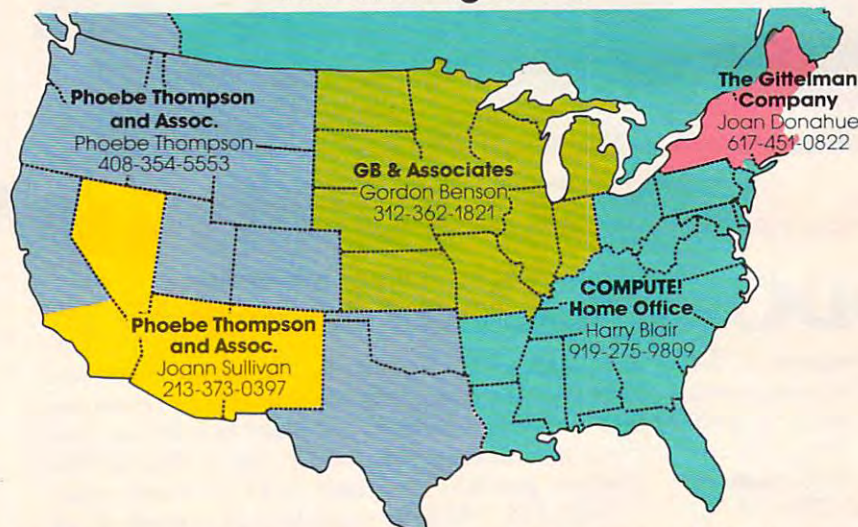 Phoebe Thompson
and Assoc.
Phoebe Thompson
408-354-5553
GB & Associates
Gordon Benson
312-362-1821
The Gittelman
Company
Joan Donahue
617-451-0822
COMPUTE!
Home Office
Harry Blair
919-275-9809
Phoebe Thompson
and Assoc.
Joann Sullivan
213-373-0397